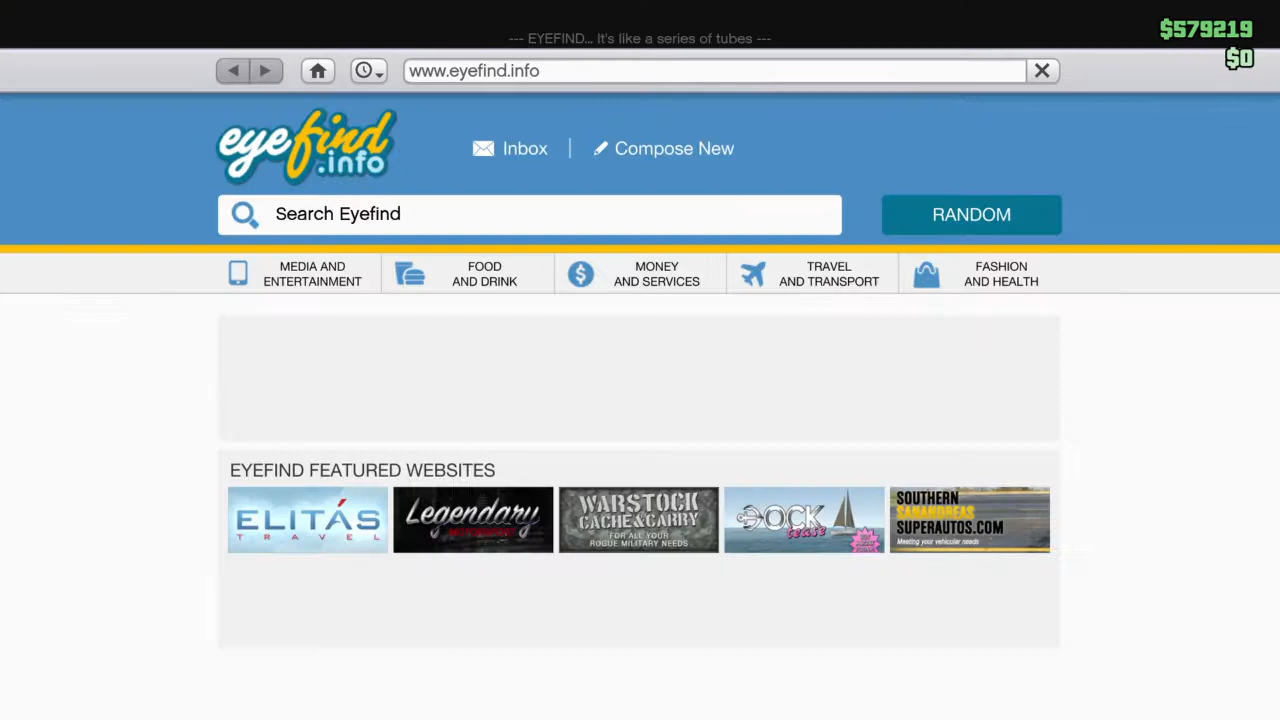 --- EYEFIND... It's like a series of tubes ---
$579219
$0
www.eyefind.info
eyefind
.info
Inbox
Compose New
Search Eyefind
RANDOM
MEDIA AND
ENTERTAINMENT
FOOD
AND DRINK
MONEY
AND SERVICES
TRAVEL
AND TRANSPORT
FASHION
AND HEALTH
EYEFIND FEATURED WEBSITES
ELITÁS
TRAVEL
Legendary
MOTORSPORT
WARSTOCK
CACHE&CARRY
FOR ALL YOUR
ROGUE MILITARY NEEDS
DOCK
tease
SOUTHERN
SAN ANDREAS
SUPERAUTOS.COM
Meeting your vehicular needs